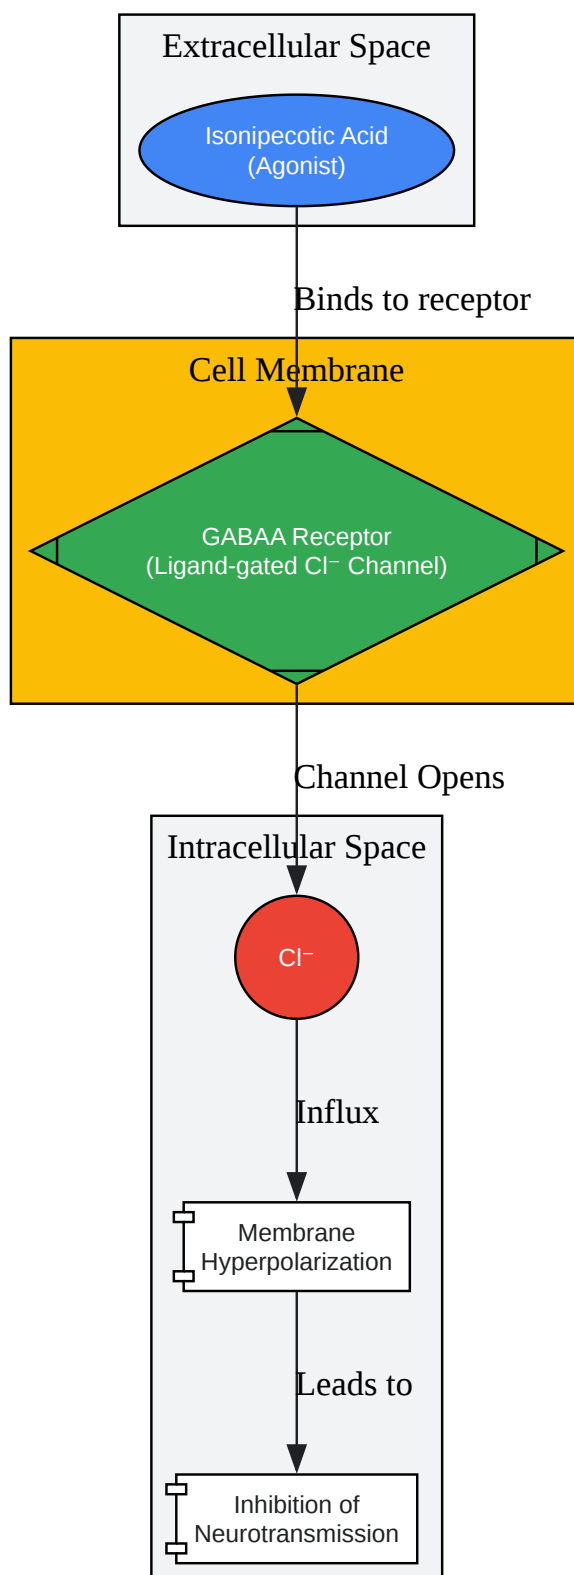 Extracellular Space
Isonipecotic Acid
(Agonist)
Binds to receptor
Cell Membrane
GABAA Receptor
(Ligand-gated Cl⁻ Channel)
Channel Opens
Intracellular Space
Cl⁻
Influx
Membrane
Hyperpolarization
Leads to
Inhibition of
Neurotransmission